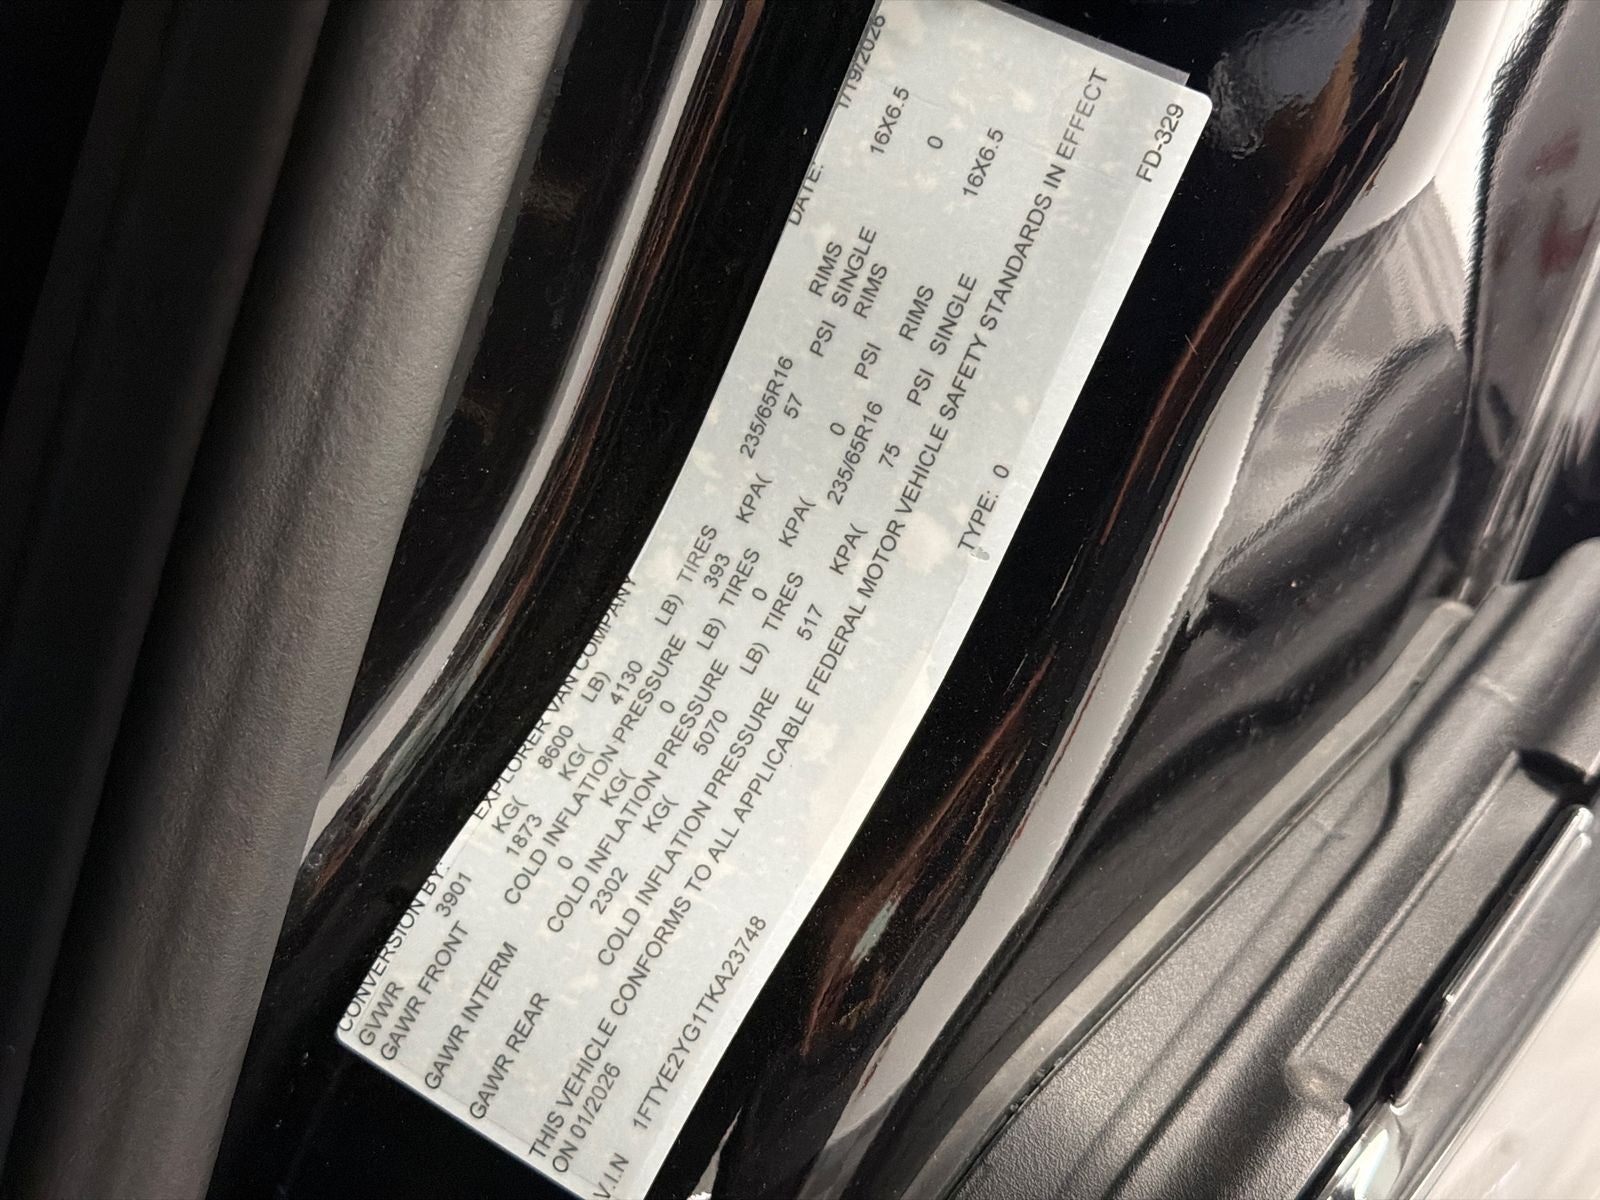 CONVERSION BY: EXPLORER VAN COMPANY DATE: 1/19/2026
GVWR 3901 KG( 8600 LB)
GAWR FRONT 1873 KG( 4130 LB) TIRES 235/65R16 RIMS 16X6.5
COLD INFLATION PRESSURE 393 KPA( 57 PSI SINGLE
GAWR INTERM 0 KG( 0 LB) TIRES RIMS 0
COLD INFLATION PRESSURE 0 KPA( 0 PSI
GAWR REAR 2302 KG( 5070 LB) TIRES 235/65R16 RIMS 16X6.5
COLD INFLATION PRESSURE 517 KPA( 75 PSI SINGLE
THIS VEHICLE CONFORMS TO ALL APPLICABLE FEDERAL MOTOR VEHICLE SAFETY STANDARDS IN EFFECT
ON 01/2026
V.I.N 1FTYE2YG1TKA23748 TYPE: 0 FD-329